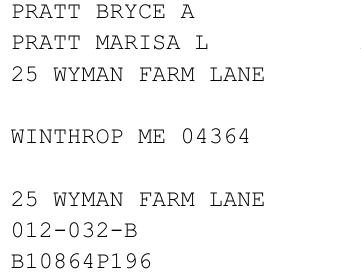 PRATT BRYCE A
PRATT MARISA L
25 WYMAN FARM LANE
WINTHROP ME 04364
25 WYMAN FARM LANE
012-032-B
B10864P196